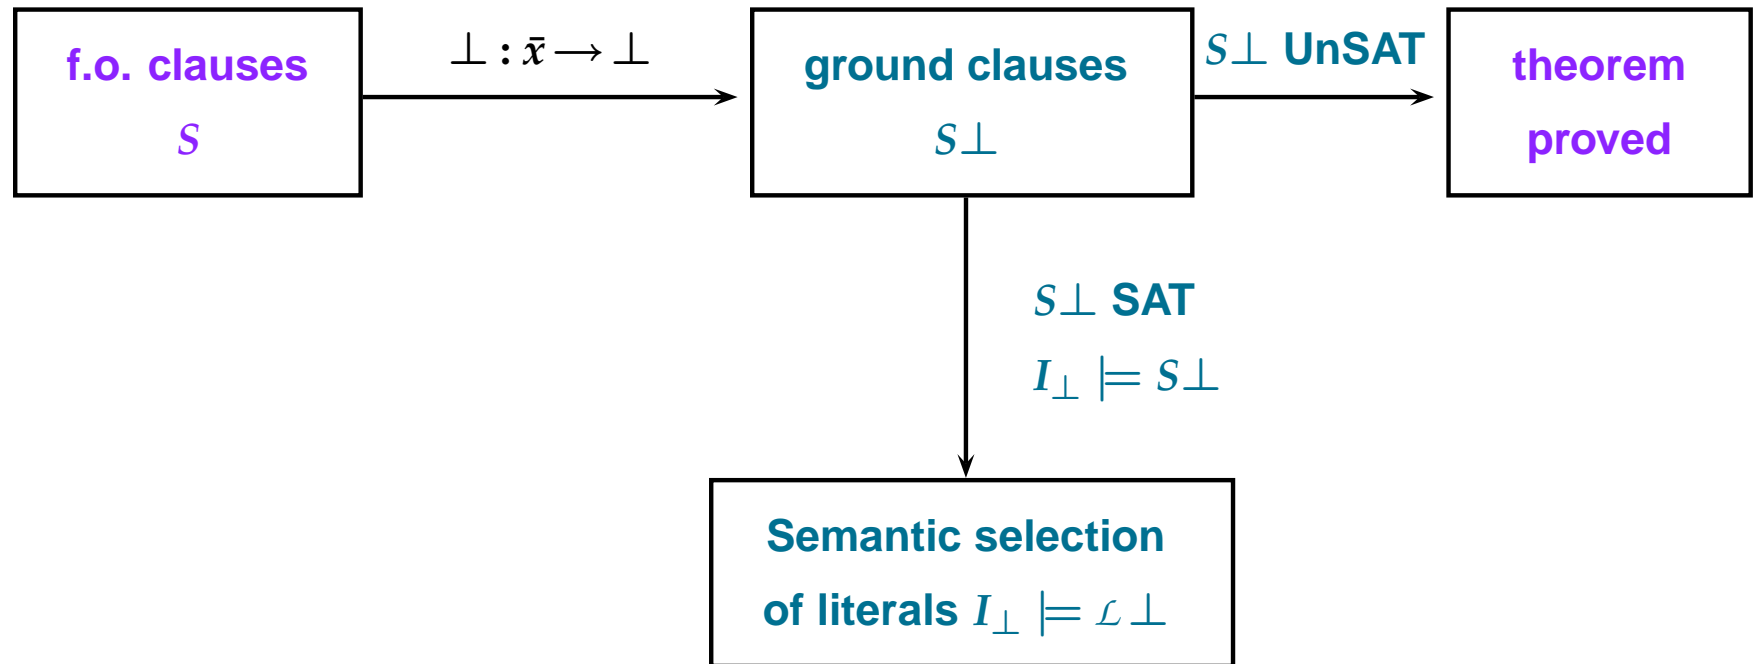 f.o. clauses
S
⊥ : x̄ → ⊥
ground clauses
S⊥
S⊥ UnSAT
theorem
proved
S⊥ SAT
I⊥ |= S⊥
Semantic selection
of literals I⊥ |= ℒ⊥